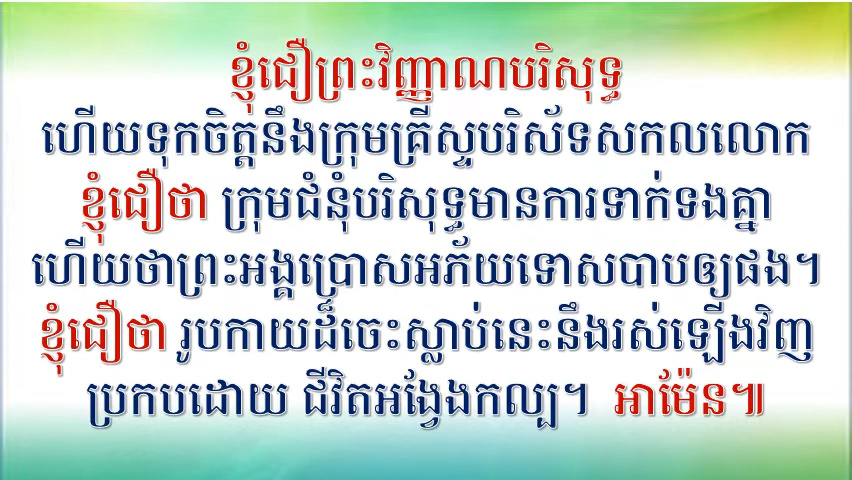 ខ្ញុំជឿព្រះវិញ្ញាណបរិសុទ្ធ
ហើយទុកចិត្តនឹងក្រុមគ្រីស្ទបរិស័ទសកលលោក
ខ្ញុំជឿថា ក្រុមជំនុំបរិសុទ្ធមានការទាក់ទងគ្នា
ហើយថាព្រះអង្គប្រោសអភ័យទោសបាបឲ្យផង។
ខ្ញុំជឿថា រូបកាយដ៏ចេះស្លាប់នេះនឹងរស់ឡើងវិញ
ប្រកបដោយ ជីវិតអង្វែងកល្ប។ អាម៉ែន៕